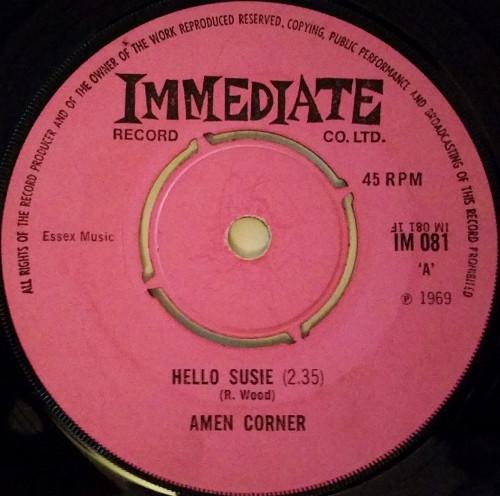 ALL RIGHTS OF THE RECORD PRODUCER AND OF THE OWNER OF THE WORK REPRODUCED RESERVED. COPYING, PUBLIC PERFORMANCE AND BROADCASTING OF THIS RECORD PROHIBITED
IMMEDIATE
RECORD CO. LTD.
45 RPM
Essex Music
IM 081 1F
IM 081
'A'
℗ 1969
HELLO SUSIE (2.35)
(R. Wood)
AMEN CORNER